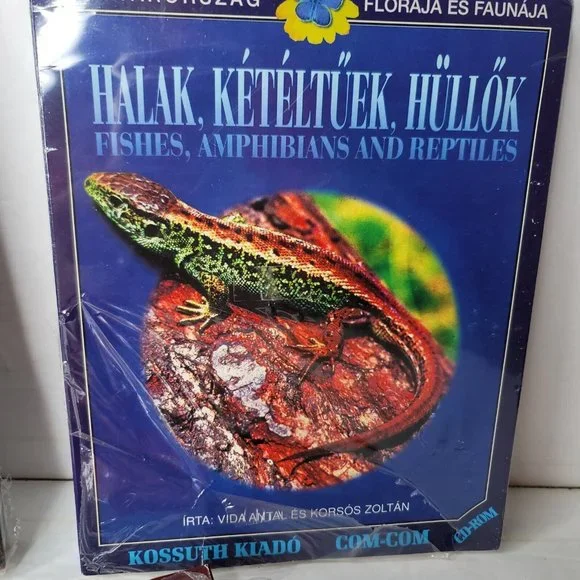 FLÓRÁJA ÉS FAUNÁJA
HALAK, KÉTÉLTŰEK, HÜLLŐK
FISHES, AMPHIBIANS AND REPTILES
ÍRTA: VIDA ANTAL ÉS KORSÓS ZOLTÁN
KOSSUTH KIADÓ COM-COM CD-ROM